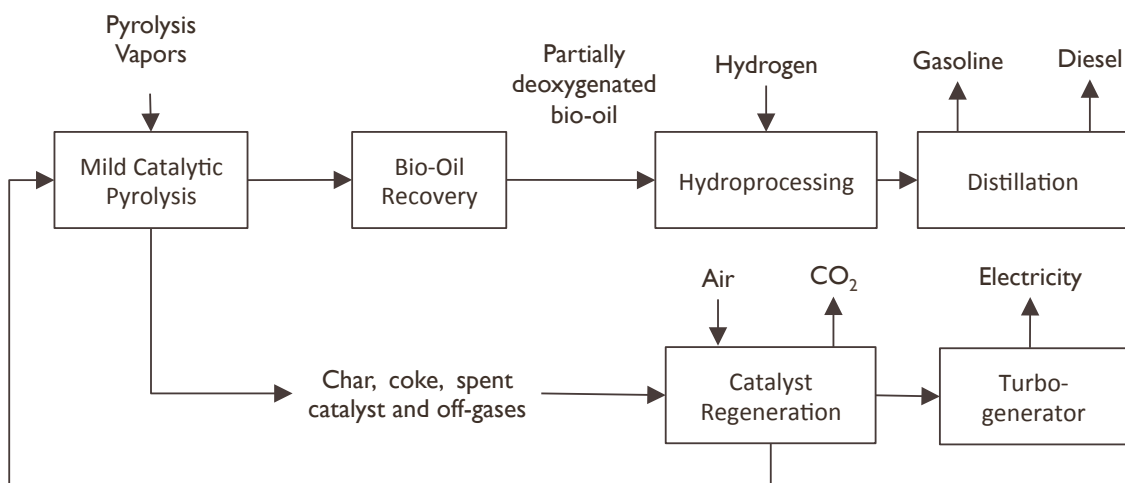 Pyrolysis
Vapors
Partially
deoxygenated
bio-oil
Hydrogen
Gasoline
Diesel
Mild Catalytic
Pyrolysis
Bio-Oil
Recovery
Hydroprocessing
Distillation
Air
CO₂
Electricity
Char, coke, spent
catalyst and off-gases
Catalyst
Regeneration
Turbo-
generator